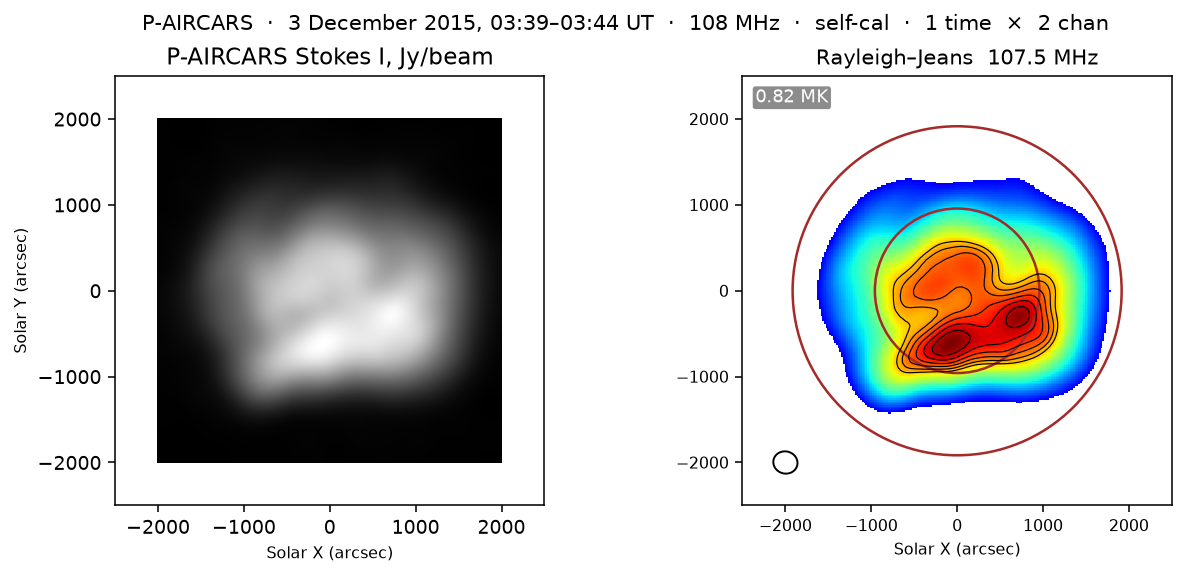 P-AIRCARS · 3 December 2015, 03:39–03:44 UT · 108 MHz · self-cal · 1 time × 2 chan
P-AIRCARS Stokes I, Jy/beam
2000
1000
0
−1000
−2000
Solar Y (arcsec)
−2000 −1000 0 1000 2000
Solar X (arcsec)
Rayleigh–Jeans 107.5 MHz
0.82 MK
2000
1000
0
−1000
−2000
−2000 −1000 0 1000 2000
Solar X (arcsec)